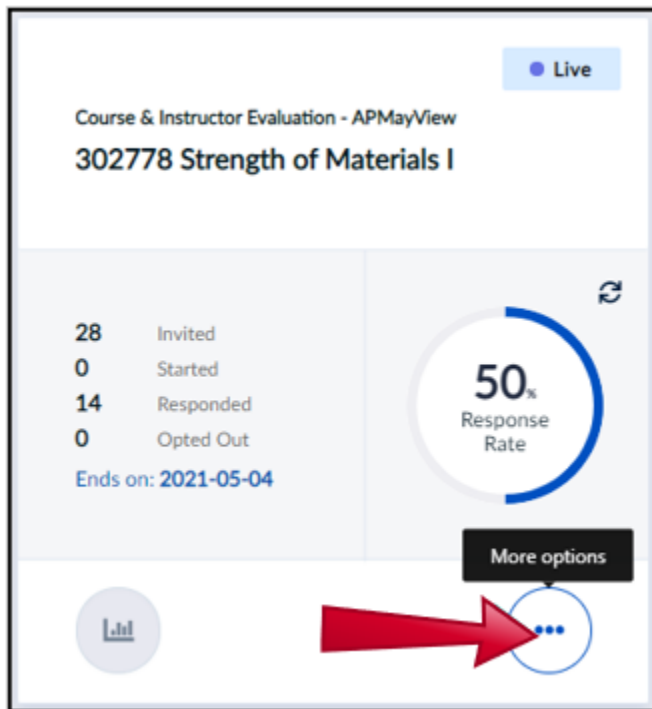 Live
Course & Instructor Evaluation - APMayView
302778 Strength of Materials I
28 Invited
0 Started
14 Responded
0 Opted Out
Ends on: 2021-05-04
50%
Response
Rate
More options